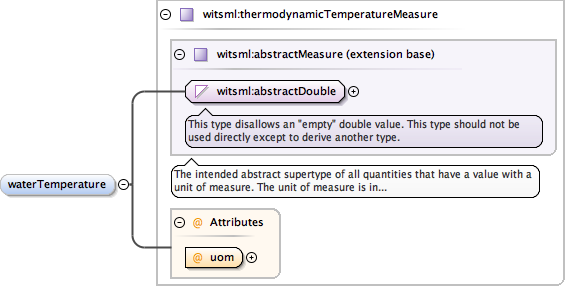 witsml:thermodynamicTemperatureMeasure
witsml:abstractMeasure (extension base)
witsml:abstractDouble
This type disallows an "empty" double value. This type should not be
used directly except to derive another type.
The intended abstract supertype of all quantities that have a value with a
unit of measure. The unit of measure is in...
waterTemperature
@ Attributes
@ uom